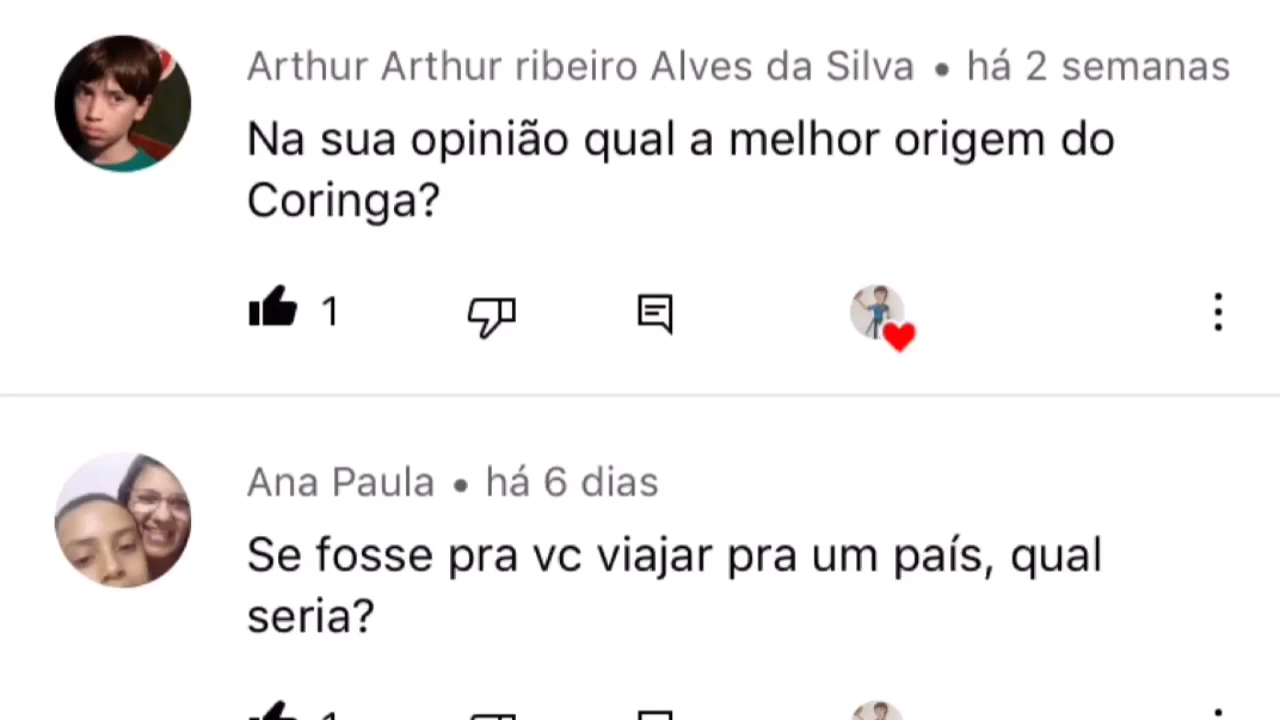 Arthur Arthur ribeiro Alves da Silva • há 2 semanas
Na sua opinião qual a melhor origem do
Coringa?
1
Ana Paula • há 6 dias
Se fosse pra vc viajar pra um país, qual
seria?
1